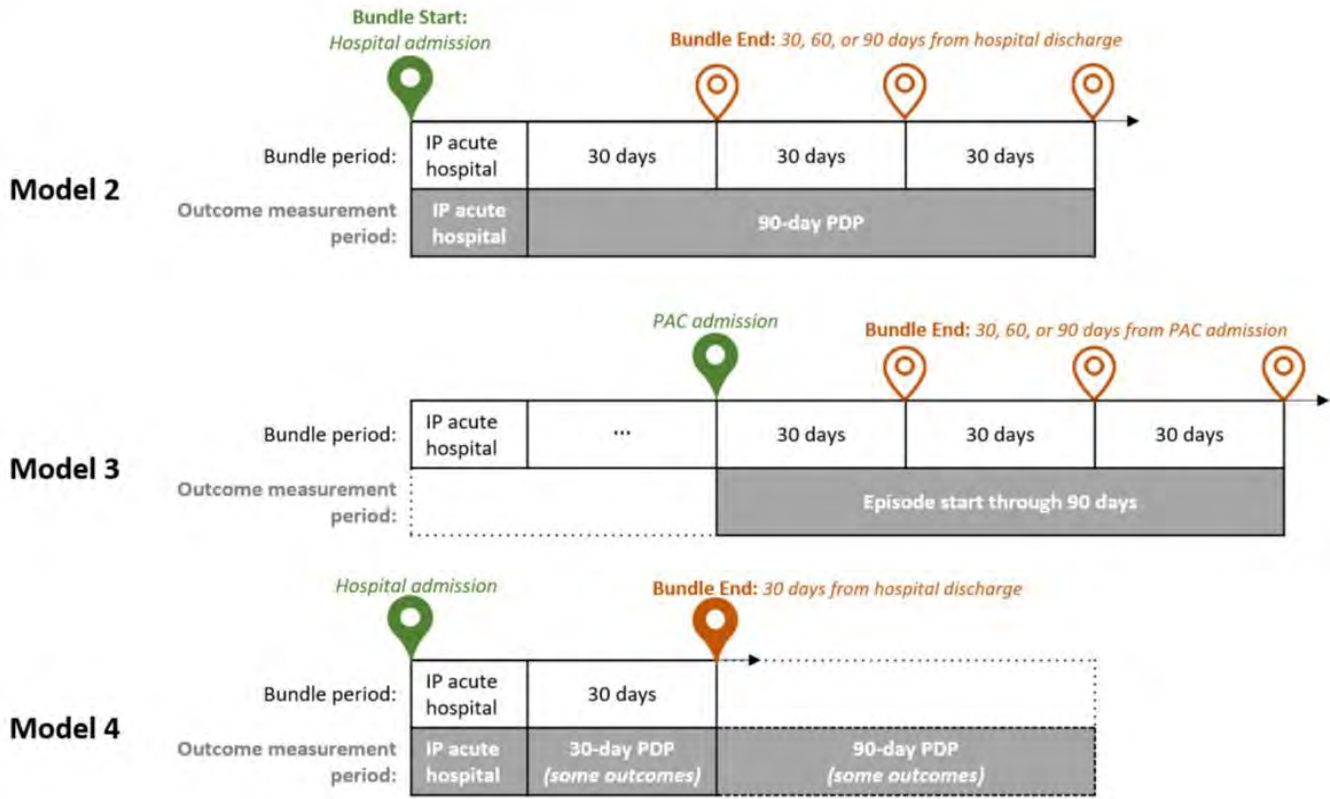 Bundle Start:
Hospital admission
Bundle End: 30, 60, or 90 days from hospital discharge
Model 2
Bundle period:
IP acute
hospital
30 days
30 days
30 days
Outcome measurement
period:
IP acute
hospital
90-day PDP
PAC admission
Bundle End: 30, 60, or 90 days from PAC admission
Model 3
Bundle period:
IP acute
hospital
...
30 days
30 days
30 days
Outcome measurement
period:
Episode start through 90 days
Hospital admission
Bundle End: 30 days from hospital discharge
Model 4
Bundle period:
IP acute
hospital
30 days
Outcome measurement
period:
IP acute
hospital
30-day PDP
(some outcomes)
90-day PDP
(some outcomes)